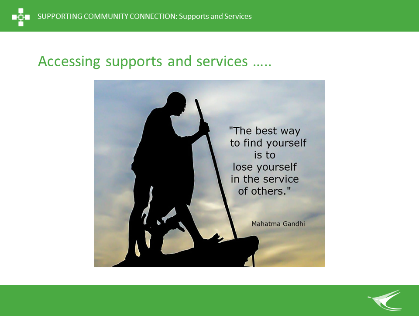 SUPPORTING COMMUNITY CONNECTION: Supports and Services
Accessing supports and services .....
"The best way
to find yourself
is to
lose yourself
in the service
of others."
Mahatma Gandhi